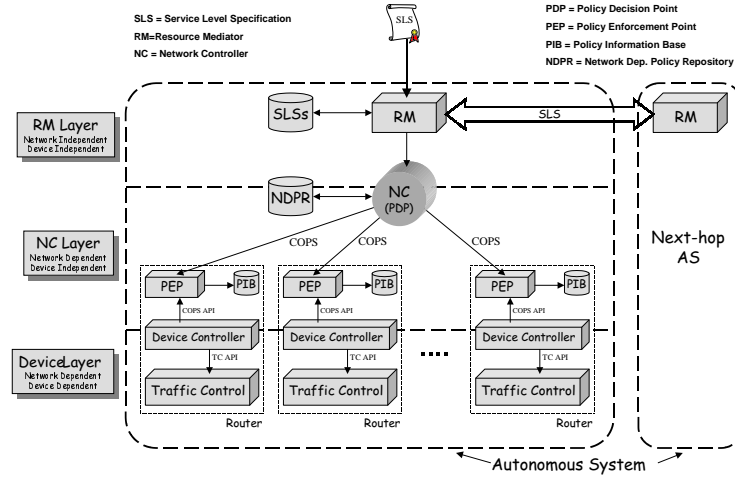 SLS = Service Level Specification
RM=Resource Mediator
NC = Network Controller
SLS
PDP = Policy Decision Point
PEP = Policy Enforcement Point
PIB = Policy Information Base
NDPR = Network Dep. Policy Repository
RM Layer
Network Independent
Device Independent
SLSs
RM
SLS
RM
NDPR
NC
(PDP)
NC Layer
Network Dependent
Device Independent
COPS
COPS
COPS
Next-hop
AS
PEP
PIB
PEP
PIB
PEP
PIB
COPS API
COPS API
COPS API
Device Controller
Device Controller
Device Controller
DeviceLayer
Network Dependent
Device Dependent
TC API
TC API
TC API
....
Traffic Control
Traffic Control
Traffic Control
Router
Router
Router
Autonomous System